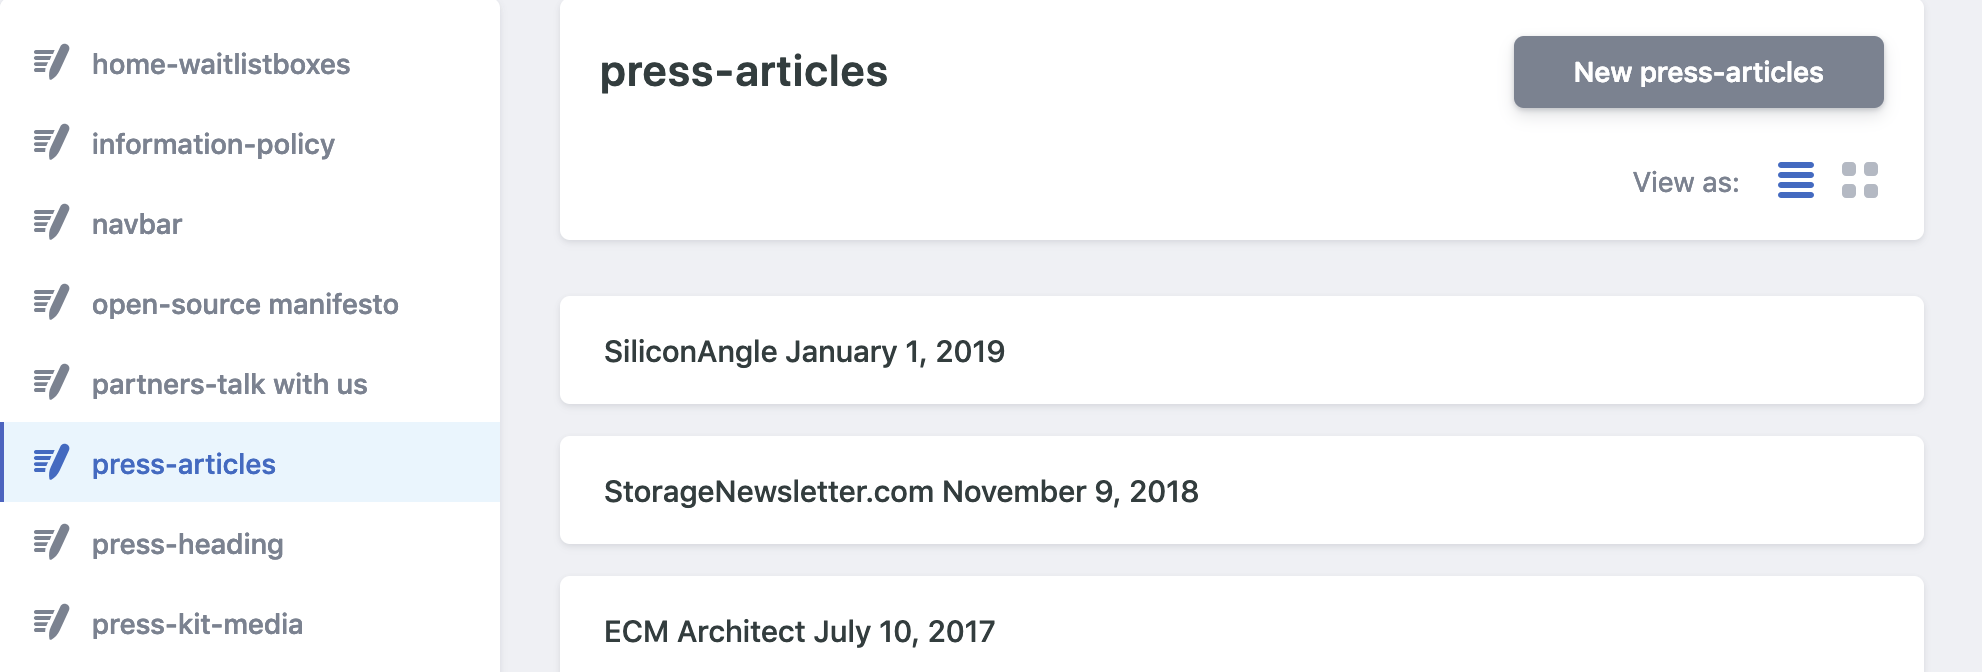 home-waitlistboxes
information-policy
navbar
open-source manifesto
partners-talk with us
press-articles
press-heading
press-kit-media
press-articles
New press-articles
View as:
SiliconAngle January 1, 2019
StorageNewsletter.com November 9, 2018
ECM Architect July 10, 2017